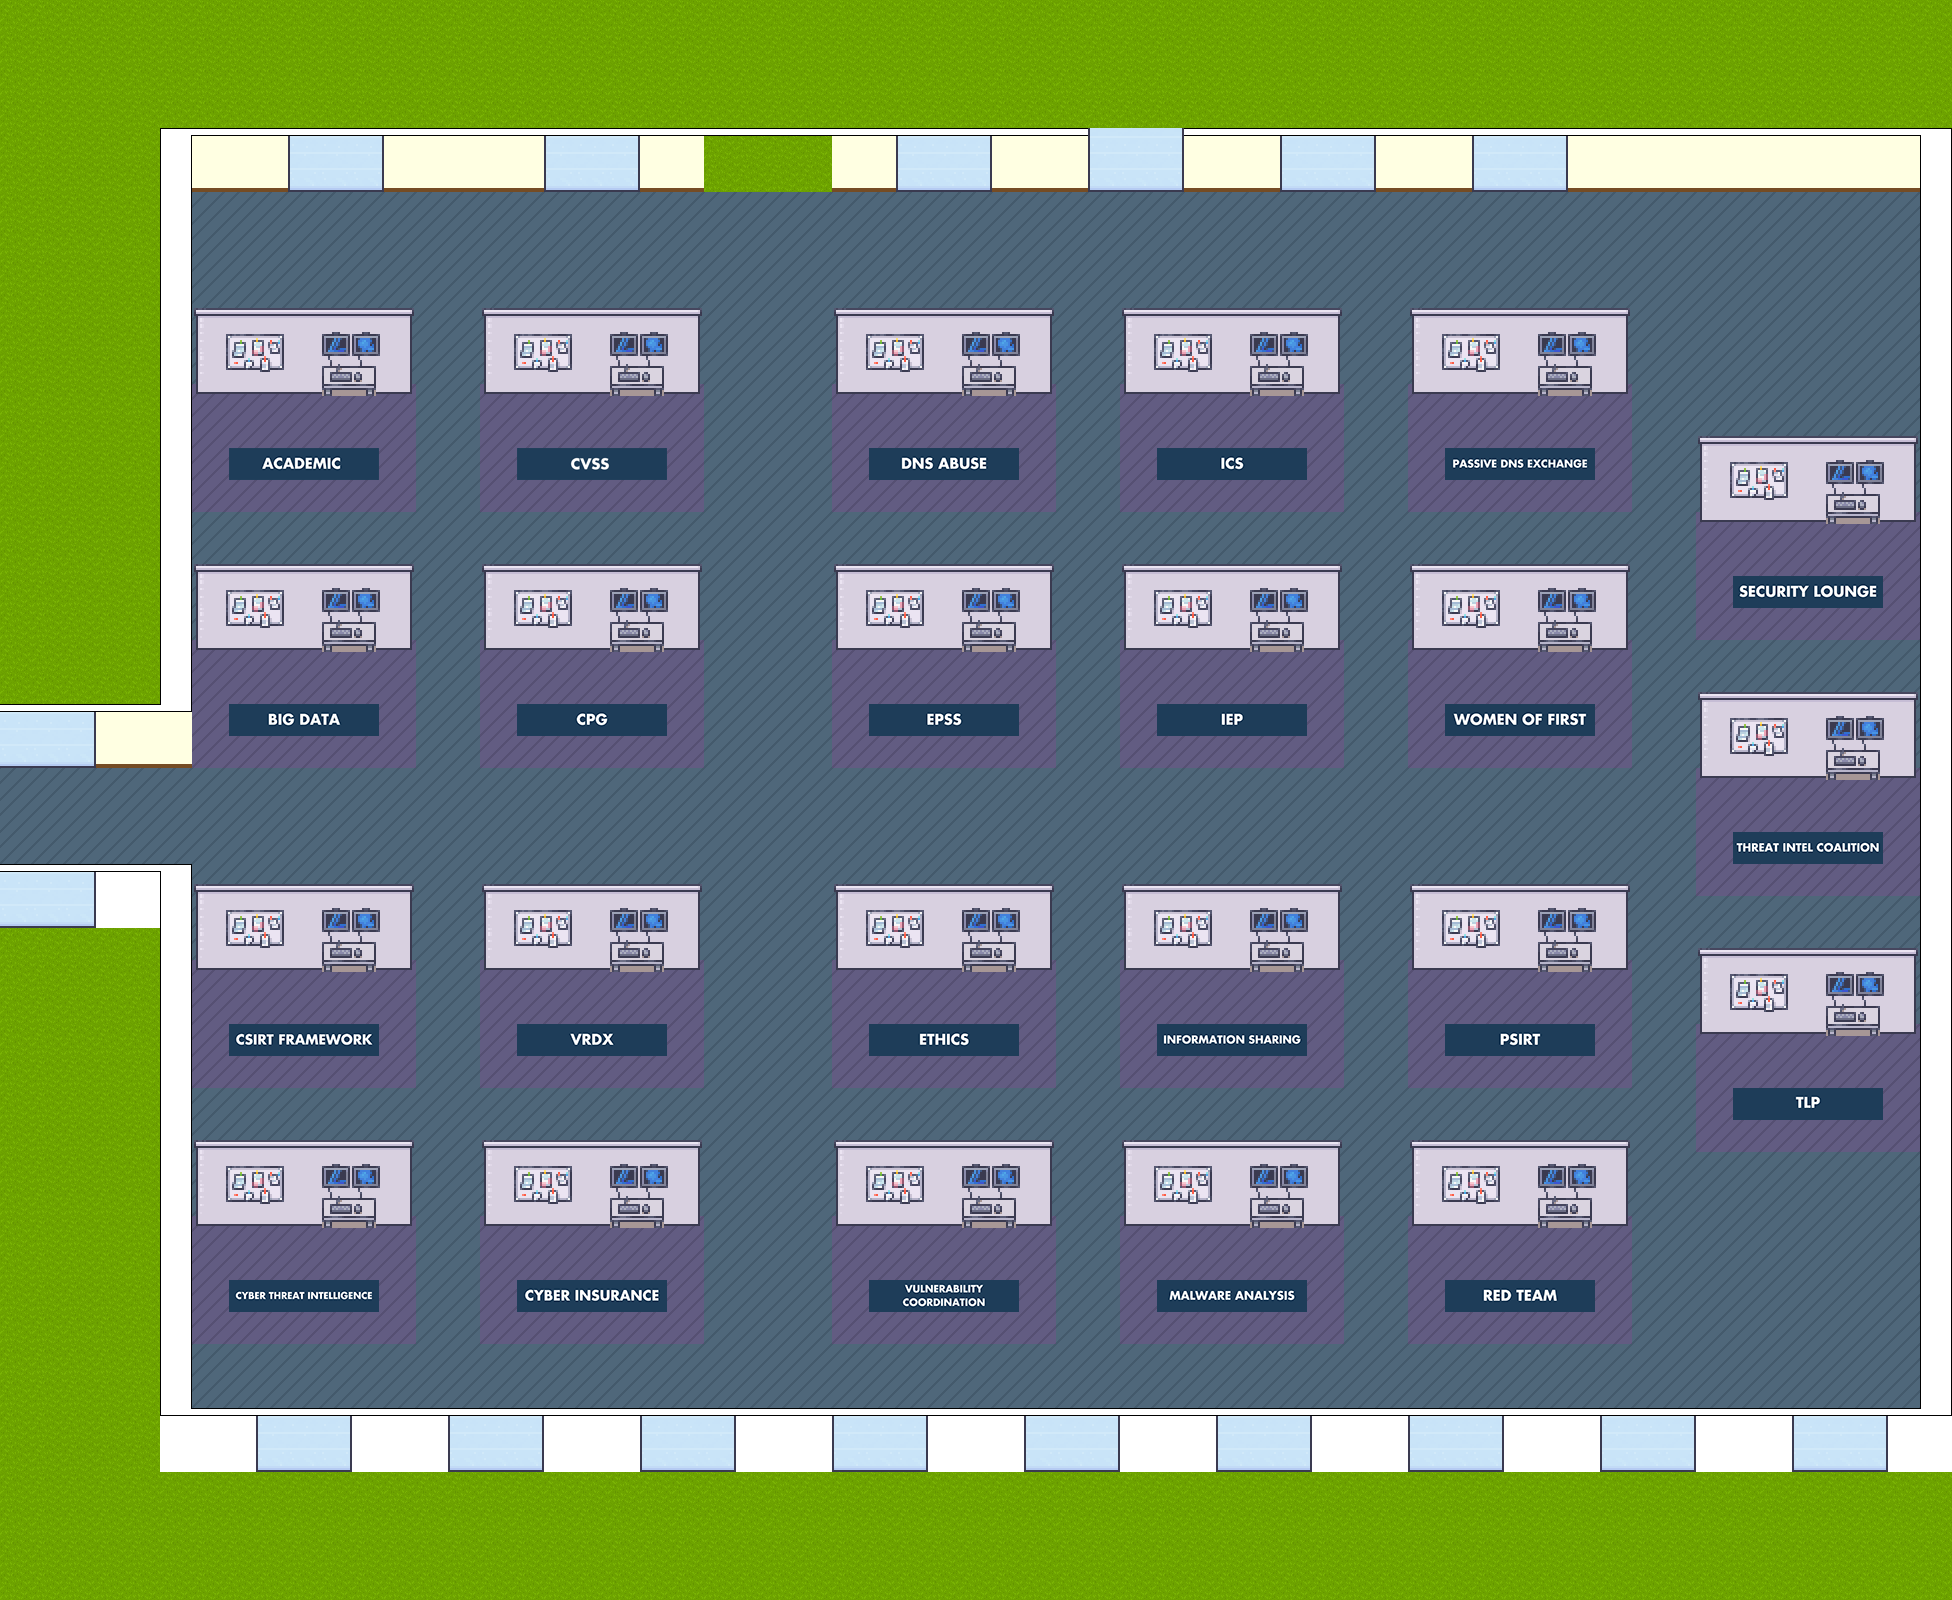 ACADEMIC
CVSS
DNS ABUSE
ICS
PASSIVE DNS EXCHANGE
SECURITY LOUNGE
BIG DATA
CPG
EPSS
IEP
WOMEN OF FIRST
THREAT INTEL COALITION
CSIRT FRAMEWORK
VRDX
ETHICS
INFORMATION SHARING
PSIRT
TLP
CYBER THREAT INTELLIGENCE
CYBER INSURANCE
VULNERABILITY
COORDINATION
MALWARE ANALYSIS
RED TEAM